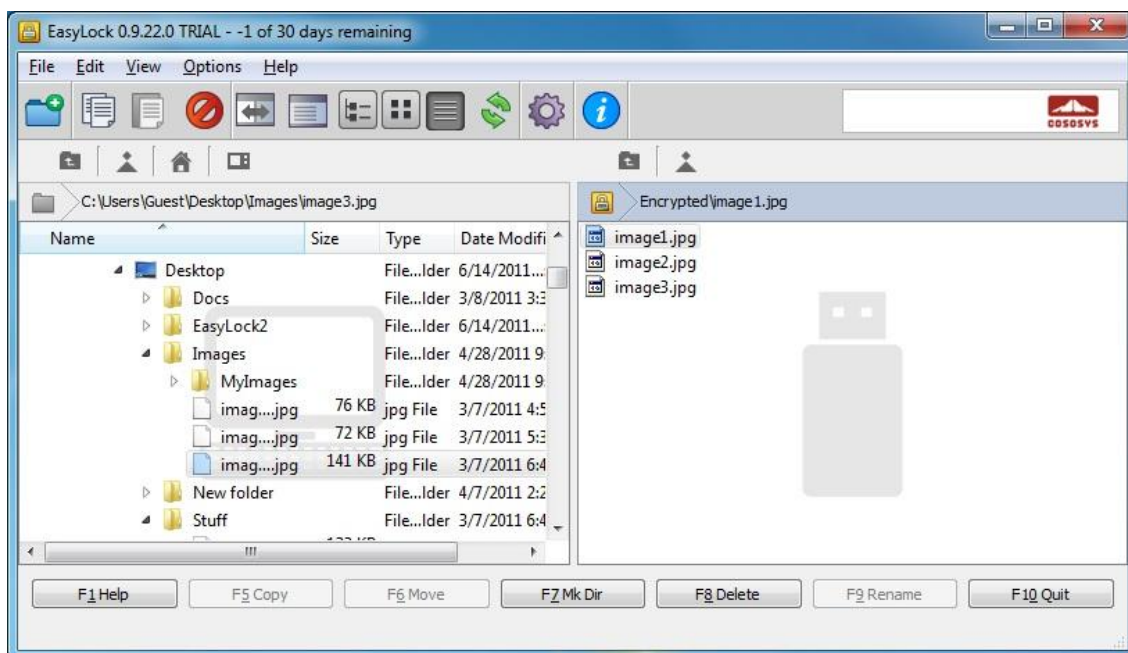 EasyLock 0.9.22.0 TRIAL - -1 of 30 days remaining
File Edit View Options Help
COSOSYS
C:\Users\Guest\Desktop\Images\image3.jpg
Encrypted\image1.jpg
Name Size Type Date Modifi
Desktop File...lder 6/14/2011...
Docs File...lder 3/8/2011 3:3
EasyLock2 File...lder 6/14/2011...
Images File...lder 4/28/2011 9:
MyImages File...lder 4/28/2011 9:
imag....jpg 76 KB jpg File 3/7/2011 4:5
imag....jpg 72 KB jpg File 3/7/2011 5:3
imag....jpg 141 KB jpg File 3/7/2011 6:4
New folder File...lder 4/7/2011 2:2
Stuff File...lder 3/7/2011 6:4
image1.jpg
image2.jpg
image3.jpg
F1 Help F5 Copy F6 Move F7 Mk Dir F8 Delete F9 Rename F10 Quit